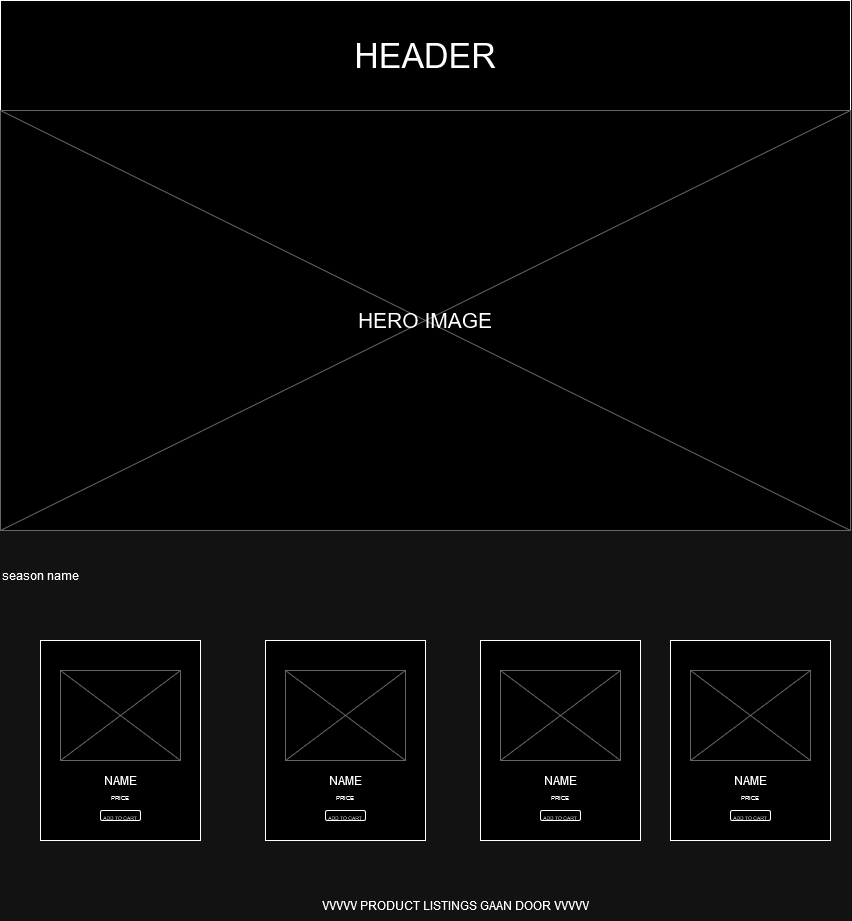 HEADER
HERO IMAGE
season name
NAME NAME NAME NAME
PRICE PRICE PRICE PRICE
ADD TO CART ADD TO CART ADD TO CART ADD TO CART
VVVVV PRODUCT LISTINGS GAAN DOOR VVVVV